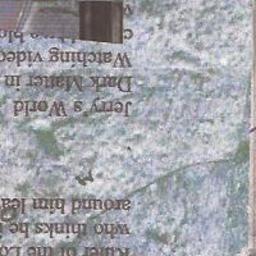 Ruler of the Lo
who thinks he i
around him lea
Jerry's World
Dark Matter in
Watching video